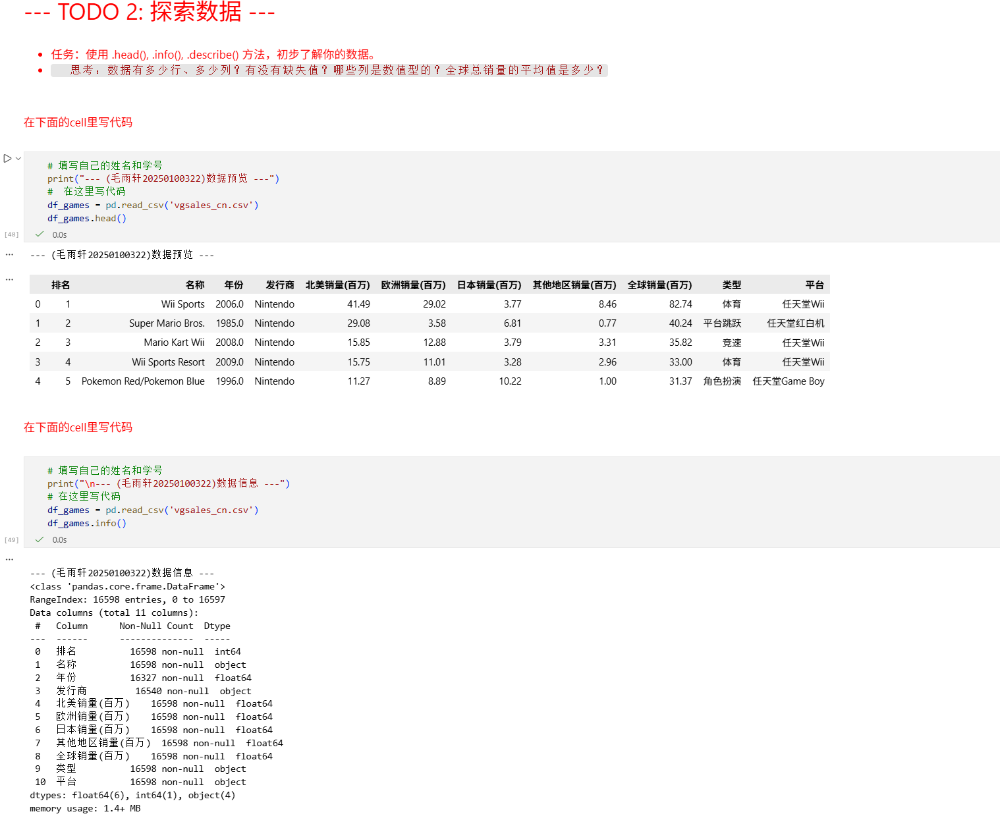 --- TODO 2: 探索数据 ---
• 任务：使用 .head(), .info(), .describe() 方法，初步了解你的数据。
• 思考：数据有多少行、多少列？有没有缺失值？哪些列是数值型的？全球总销量的平均值是多少？
在下面的cell里写代码
# 填写自己的姓名和学号
print("--- (毛雨轩20250100322)数据预览 ---")
#  在这里写代码
df_games = pd.read_csv('vgsales_cn.csv')
df_games.head()
[48] 0.0s
--- (毛雨轩20250100322)数据预览 ---
排名 名称 年份 发行商 北美销量(百万) 欧洲销量(百万) 日本销量(百万) 其他地区销量(百万) 全球销量(百万) 类型 平台
0 1 Wii Sports 2006.0 Nintendo 41.49 29.02 3.77 8.46 82.74 体育 任天堂Wii
1 2 Super Mario Bros. 1985.0 Nintendo 29.08 3.58 6.81 0.77 40.24 平台跳跃 任天堂红白机
2 3 Mario Kart Wii 2008.0 Nintendo 15.85 12.88 3.79 3.31 35.82 竞速 任天堂Wii
3 4 Wii Sports Resort 2009.0 Nintendo 15.75 11.01 3.28 2.96 33.00 体育 任天堂Wii
4 5 Pokemon Red/Pokemon Blue 1996.0 Nintendo 11.27 8.89 10.22 1.00 31.37 角色扮演 任天堂Game Boy
在下面的cell里写代码
# 填写自己的姓名和学号
print("\n--- (毛雨轩20250100322)数据信息 ---")
# 在这里写代码
df_games = pd.read_csv('vgsales_cn.csv')
df_games.info()
[49] 0.0s
--- (毛雨轩20250100322)数据信息 ---
<class 'pandas.core.frame.DataFrame'>
RangeIndex: 16598 entries, 0 to 16597
Data columns (total 11 columns):
 #   Column      Non-Null Count  Dtype
---  ------      --------------  -----
 0   排名          16598 non-null  int64
 1   名称          16598 non-null  object
 2   年份          16327 non-null  float64
 3   发行商         16540 non-null  object
 4   北美销量(百万)    16598 non-null  float64
 5   欧洲销量(百万)    16598 non-null  float64
 6   日本销量(百万)    16598 non-null  float64
 7   其他地区销量(百万)  16598 non-null  float64
 8   全球销量(百万)    16598 non-null  float64
 9   类型          16598 non-null  object
 10  平台          16598 non-null  object
dtypes: float64(6), int64(1), object(4)
memory usage: 1.4+ MB